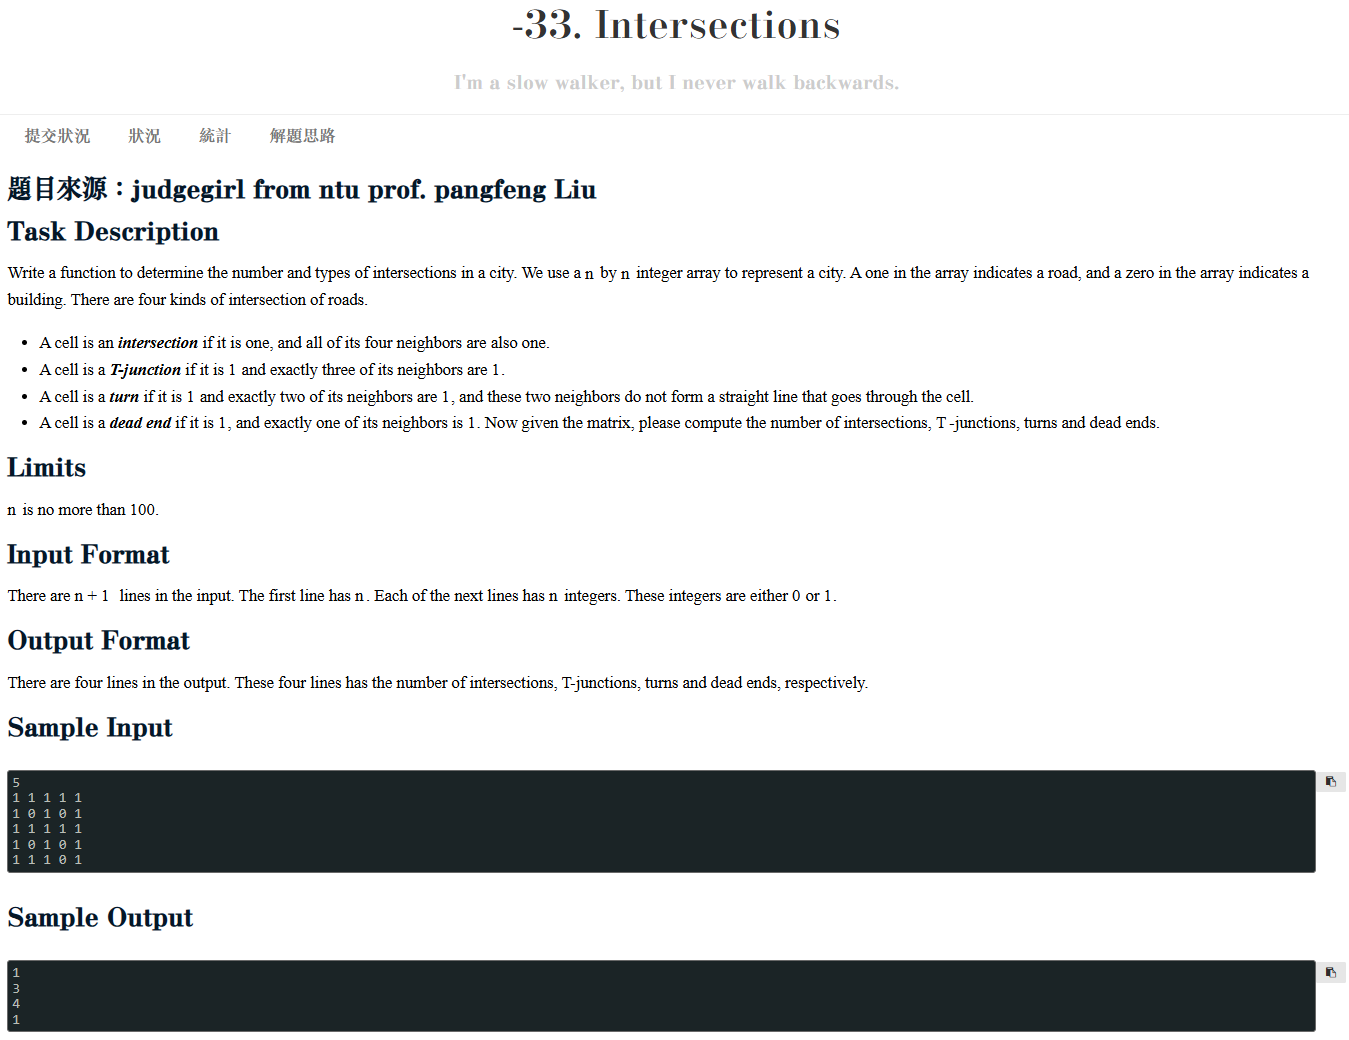 -33. Intersections
I'm a slow walker, but I never walk backwards.
提交狀況 狀況 統計 解題思路
題目來源：judgegirl from ntu prof. pangfeng Liu
Task Description
Write a function to determine the number and types of intersections in a city. We use a n by n integer array to represent a city. A one in the array indicates a road, and a zero in the array indicates a
building. There are four kinds of intersection of roads.
• A cell is an intersection if it is one, and all of its four neighbors are also one.
• A cell is a T-junction if it is 1 and exactly three of its neighbors are 1.
• A cell is a turn if it is 1 and exactly two of its neighbors are 1, and these two neighbors do not form a straight line that goes through the cell.
• A cell is a dead end if it is 1, and exactly one of its neighbors is 1. Now given the matrix, please compute the number of intersections, T -junctions, turns and dead ends.
Limits
n is no more than 100.
Input Format
There are n + 1 lines in the input. The first line has n. Each of the next lines has n integers. These integers are either 0 or 1.
Output Format
There are four lines in the output. These four lines has the number of intersections, T-junctions, turns and dead ends, respectively.
Sample Input
5
1 1 1 1 1
1 0 1 0 1
1 1 1 1 1
1 0 1 0 1
1 1 1 0 1
Sample Output
1
3
4
1